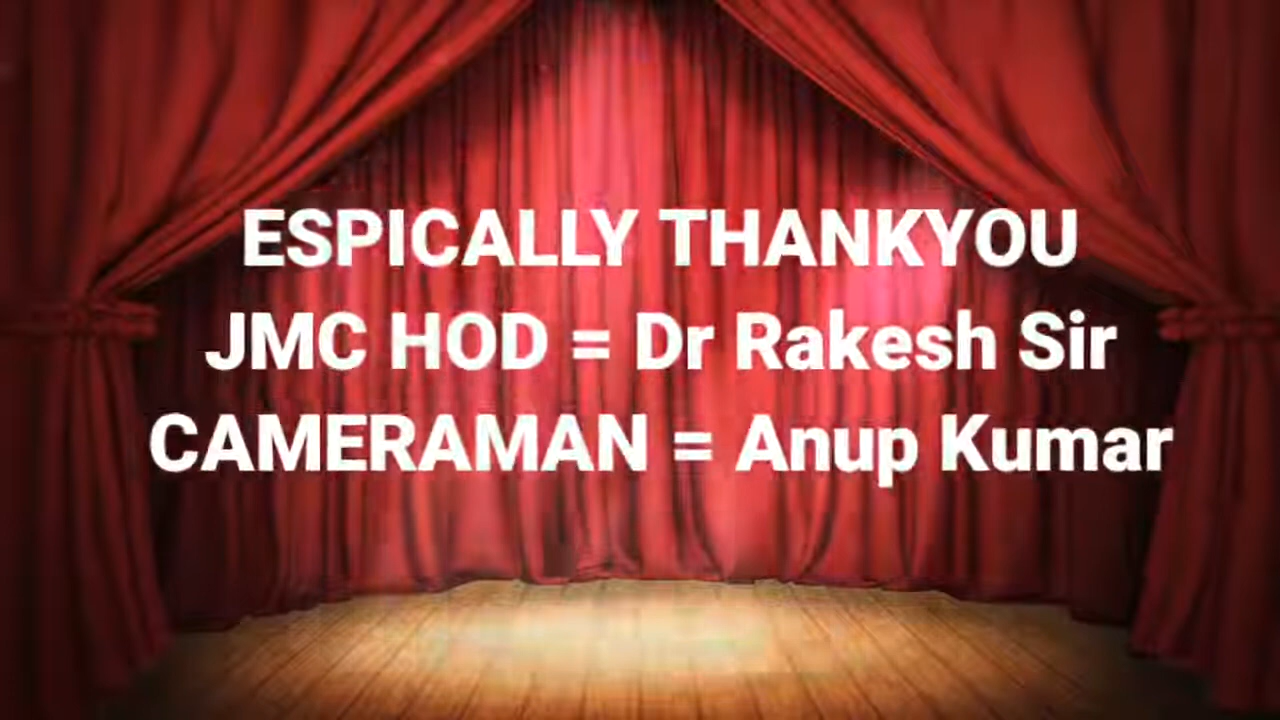 ESPICALLY THANKYOU
JMC HOD = Dr Rakesh Sir
CAMERAMAN = Anup Kumar